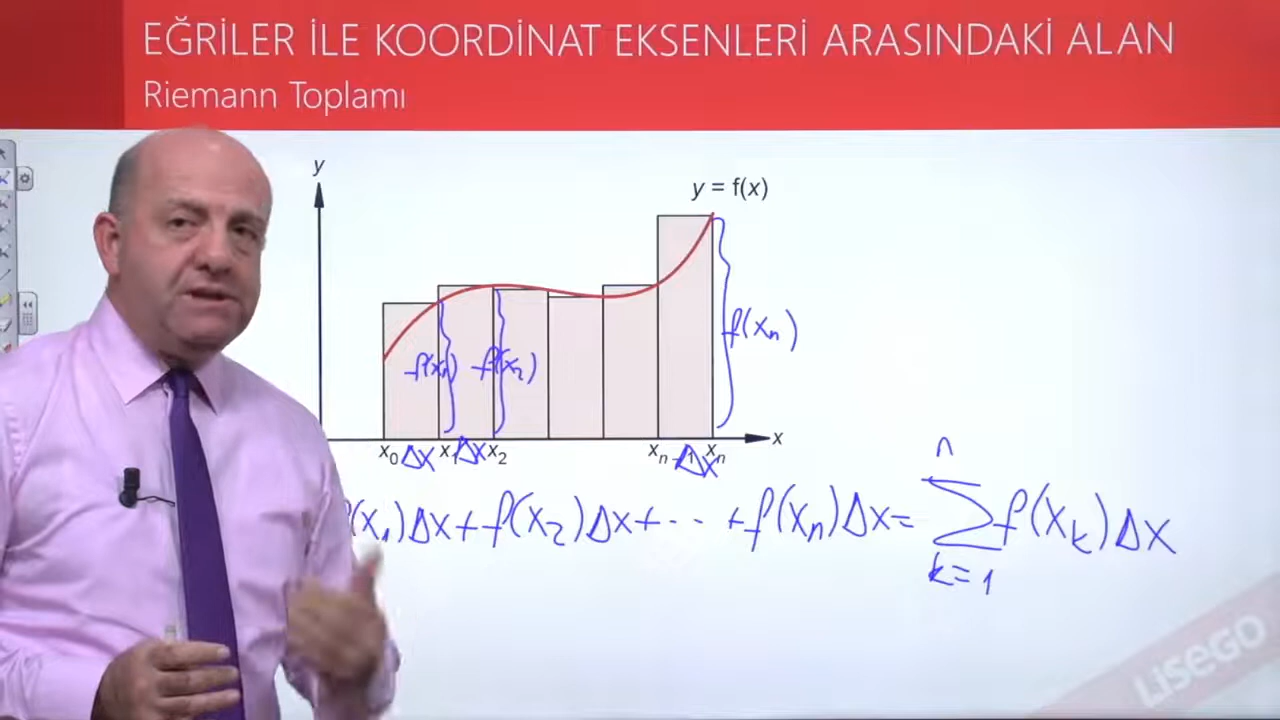 EĞRİLER İLE KOORDİNAT EKSENLERİ ARASINDAKİ ALAN
Riemann Toplamı
y
y = f(x)
f(xₙ)
f(x₁) f(x₂)
x
x₀ Δx x₁ Δx x₂ xₙ₋₁ Δx xₙ
f(x₁)Δx+f(x₂)Δx+...+f(xₙ)Δx= n Σ k=1 f(xₖ)Δx
LISEGO